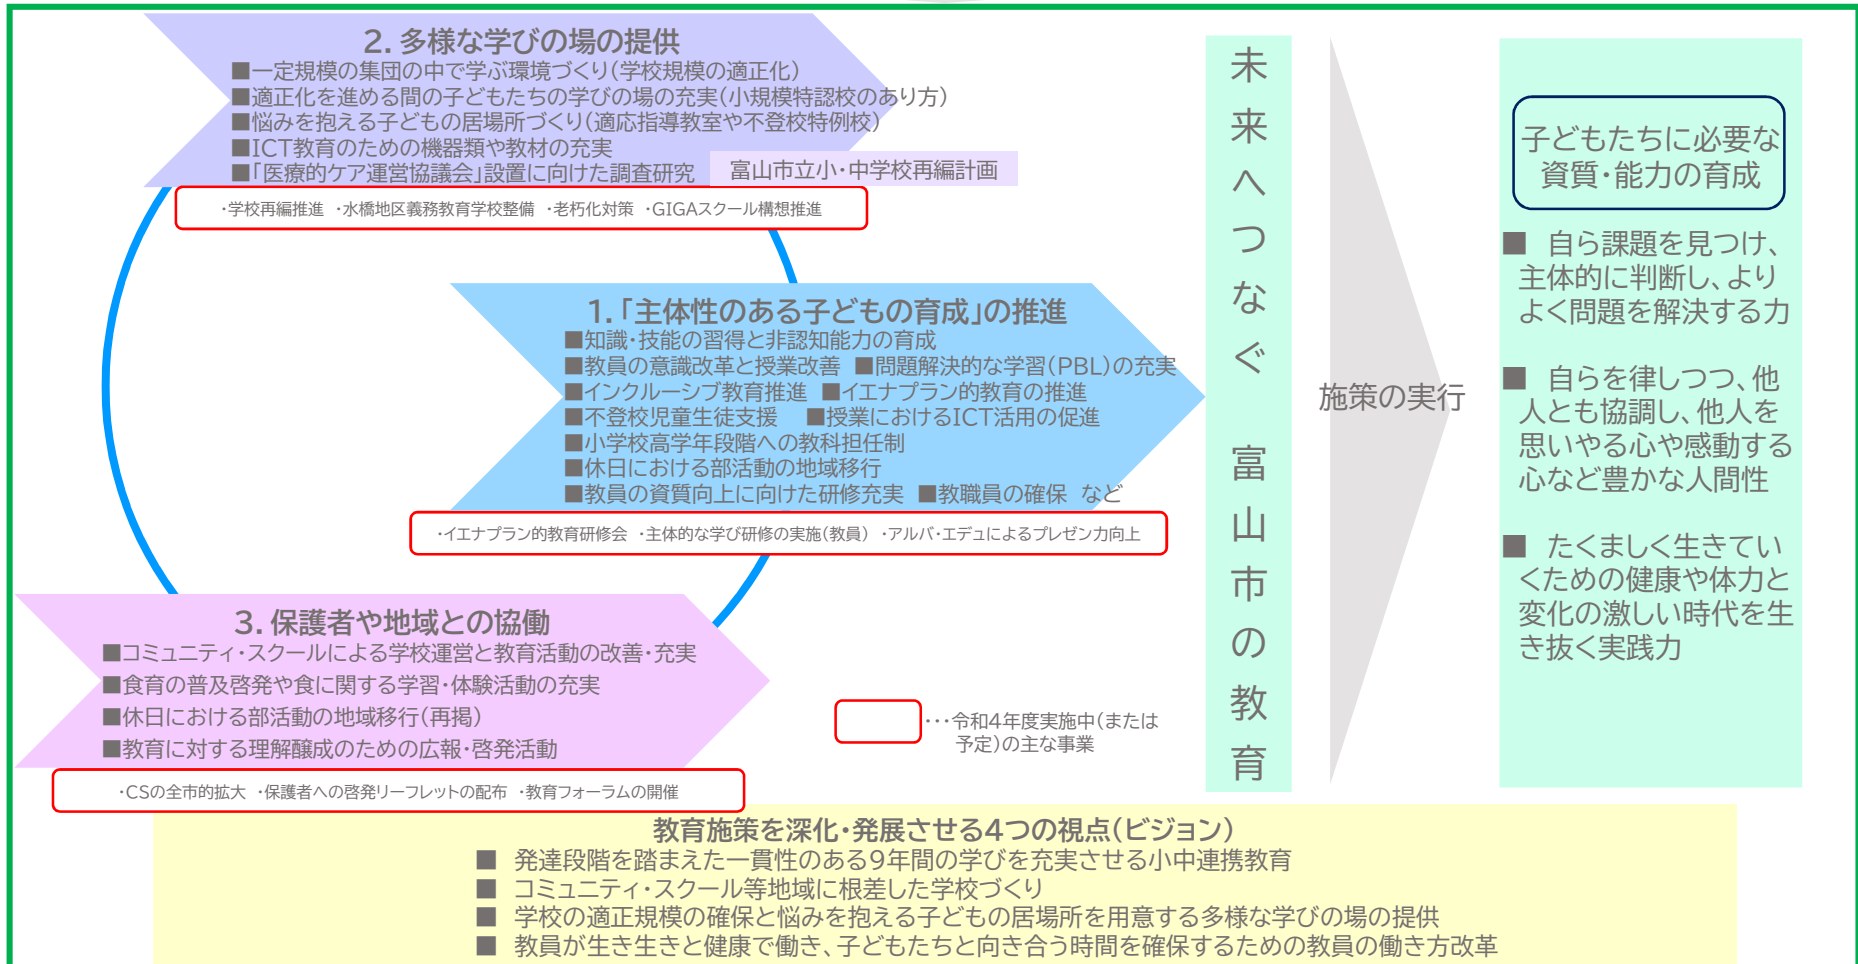 2. 多様な学びの場の提供
■一定規模の集団の中で学ぶ環境づくり(学校規模の適正化)
■適正化を進める間の子どもたちの学びの場の充実(小規模特認校のあり方)
■悩みを抱える子どもの居場所づくり(適応指導教室や不登校特例校)
■ICT教育のための機器類や教材の充実
■「医療的ケア運営協議会」設置に向けた調査研究
富山市立小・中学校再編計画
・学校再編推進 ・水橋地区義務教育学校整備 ・老朽化対策 ・GIGAスクール構想推進
1.「主体性のある子どもの育成」の推進
■知識・技能の習得と非認知能力の育成
■教員の意識改革と授業改善 ■問題解決的な学習(PBL)の充実
■インクルーシブ教育推進 ■イエナプラン的教育の推進
■不登校児童生徒支援 ■授業におけるICT活用の促進
■小学校高学年段階への教科担任制
■休日における部活動の地域移行
■教員の資質向上に向けた研修充実 ■教職員の確保 など
・イエナプラン的教育研修会 ・主体的な学び研修の実施(教員) ・アルバ・エデュによるプレゼン力向上
3. 保護者や地域との協働
■コミュニティ・スクールによる学校運営と教育活動の改善・充実
■食育の普及啓発や食に関する学習・体験活動の充実
■休日における部活動の地域移行(再掲)
■教育に対する理解醸成のための広報・啓発活動
・CSの全市的拡大 ・保護者への啓発リーフレットの配布 ・教育フォーラムの開催
・・・令和4年度実施中(または
予定)の主な事業
未来へつなぐ 富山市の教育
施策の実行
子どもたちに必要な
資質・能力の育成
■ 自ら課題を見つけ、
主体的に判断し、より
よく問題を解決する力
■ 自らを律しつつ、他
人とも協調し、他人を
思いやる心や感動する
心など豊かな人間性
■ たくましく生きてい
くための健康や体力と
変化の激しい時代を生
き抜く実践力
教育施策を深化・発展させる4つの視点(ビジョン)
■ 発達段階を踏まえた一貫性のある9年間の学びを充実させる小中連携教育
■ コミュニティ・スクール等地域に根差した学校づくり
■ 学校の適正規模の確保と悩みを抱える子どもの居場所を用意する多様な学びの場の提供
■ 教員が生き生きと健康で働き、子どもたちと向き合う時間を確保するための教員の働き方改革